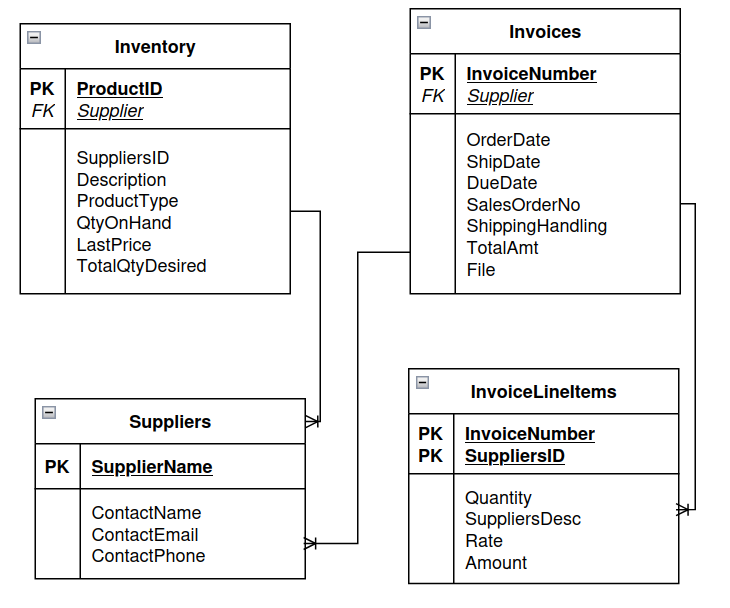 Inventory
PK ProductID
FK Supplier
SuppliersID
Description
ProductType
QtyOnHand
LastPrice
TotalQtyDesired
Invoices
PK InvoiceNumber
FK Supplier
OrderDate
ShipDate
DueDate
SalesOrderNo
ShippingHandling
TotalAmt
File
Suppliers
PK SupplierName
ContactName
ContactEmail
ContactPhone
InvoiceLineItems
PK InvoiceNumber
PK SuppliersID
Quantity
SuppliersDesc
Rate
Amount